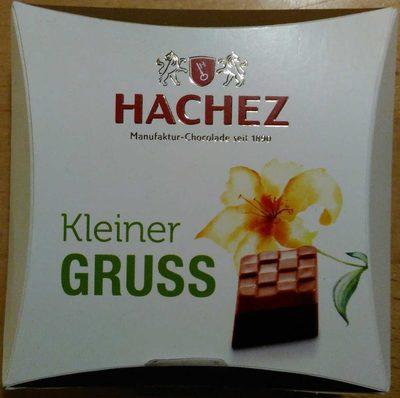 HACHEZ
Manufaktur-Chocolade seit 1890
Kleiner
GRUSS